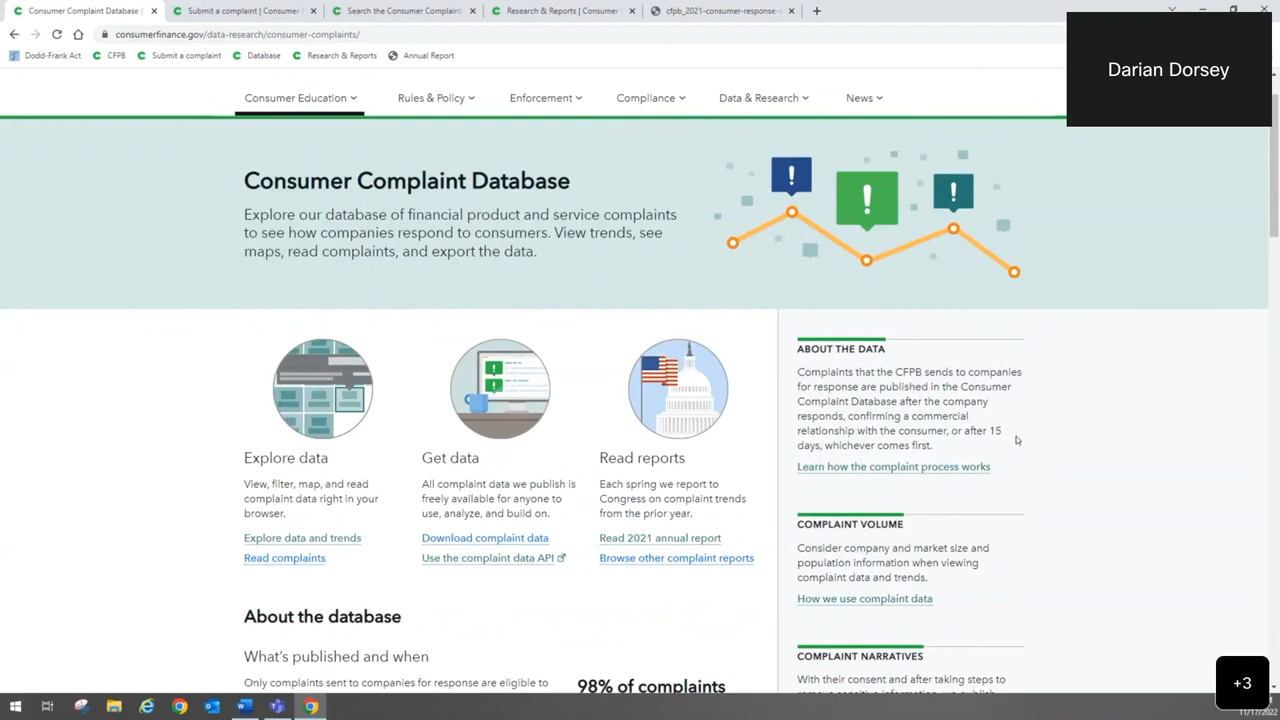 Consumer Complaint Database |
Submit a complaint | Consumer
Search the Consumer Complaint
Research & Reports | Consumer
cfpb_2021-consumer-response-
consumerfinance.gov/data-research/consumer-complaints/
Dodd-Frank Act
CFPB
Submit a complaint
Database
Research & Reports
Annual Report
Darian Dorsey
Consumer Education
Rules & Policy
Enforcement
Compliance
Data & Research
News
Consumer Complaint Database
Explore our database of financial product and service complaints
to see how companies respond to consumers. View trends, see
maps, read complaints, and export the data.
Explore data
View, filter, map, and read
complaint data right in your
browser.
Explore data and trends
Read complaints
Get data
All complaint data we publish is
freely available for anyone to
use, analyze, and build on.
Download complaint data
Use the complaint data API
Read reports
Each spring we report to
Congress on complaint trends
from the prior year.
Read 2021 annual report
Browse other complaint reports
About the database
What's published and when
Only complaints sent to companies for response are eligible to
98% of complaints
ABOUT THE DATA
Complaints that the CFPB sends to companies
for response are published in the Consumer
Complaint Database after the company
responds, confirming a commercial
relationship with the consumer, or after 15
days, whichever comes first.
Learn how the complaint process works
COMPLAINT VOLUME
Consider company and market size and
population information when viewing
complaint data and trends.
How we use complaint data
COMPLAINT NARRATIVES
With their consent and after taking steps to
+3
11/17/2022